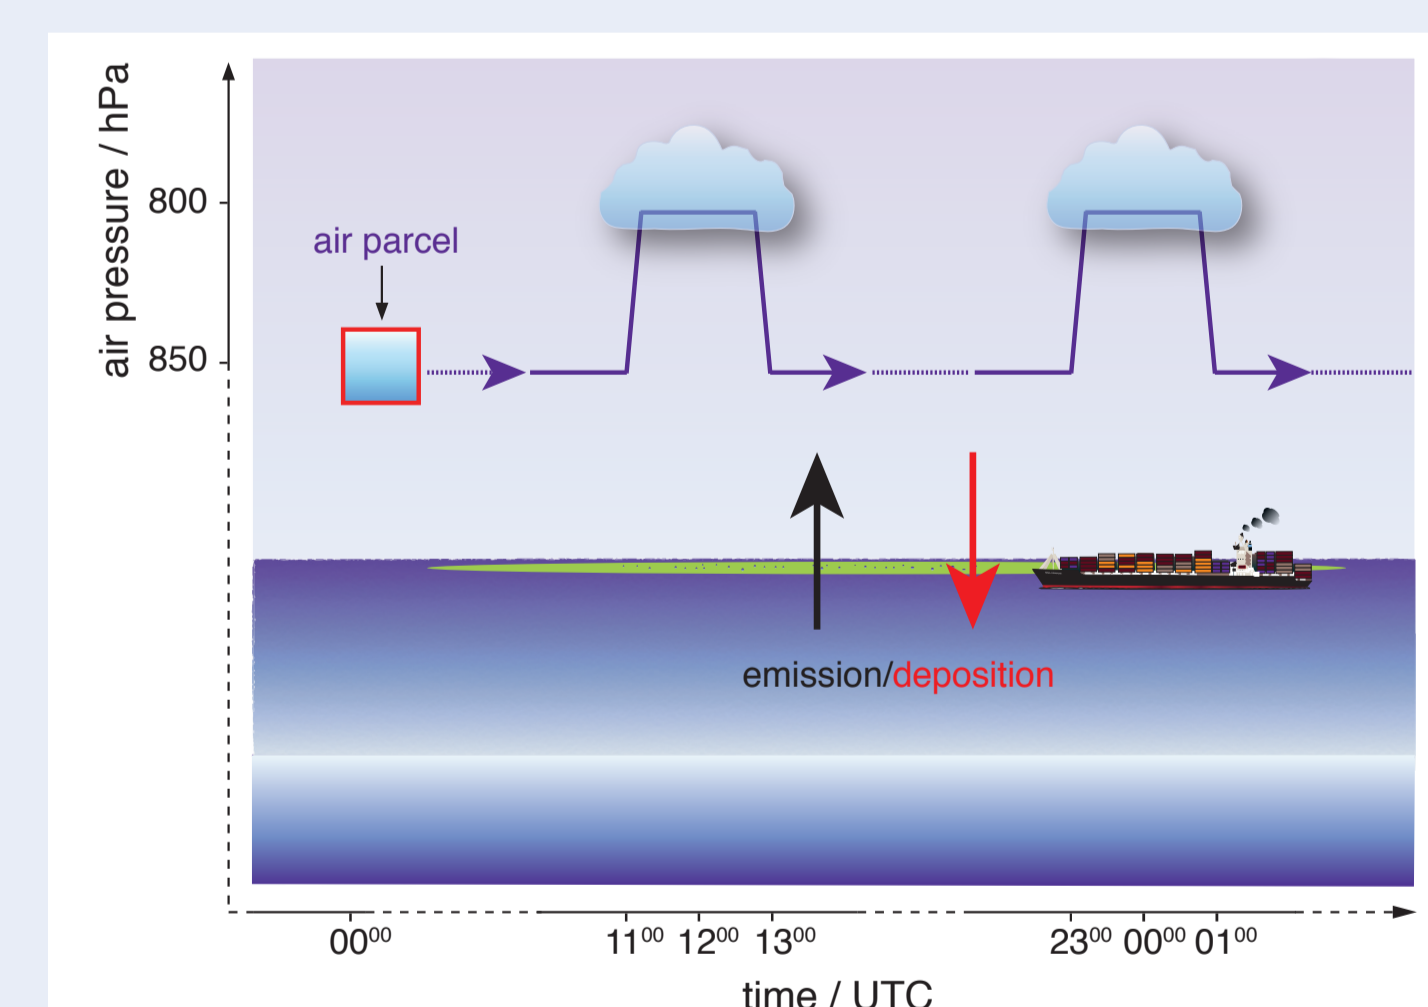 air pressure / hPa
800
850
air parcel
emission/deposition
00⁰⁰
11⁰⁰ 12⁰⁰ 13⁰⁰
23⁰⁰ 00⁰⁰ 01⁰⁰
time / UTC